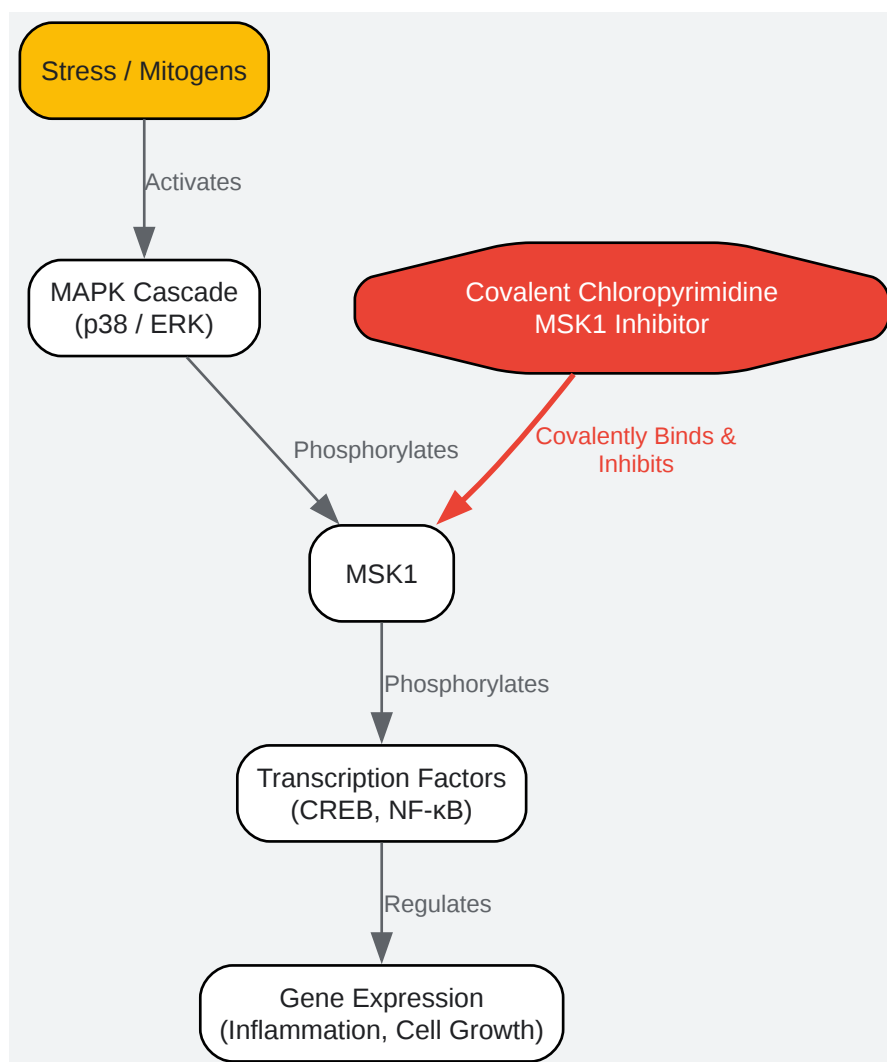 Stress / Mitogens
Activates
MAPK Cascade
(p38 / ERK)
Covalent Chloropyrimidine
MSK1 Inhibitor
Phosphorylates
Covalently Binds &
Inhibits
MSK1
Phosphorylates
Transcription Factors
(CREB, NF-κB)
Regulates
Gene Expression
(Inflammation, Cell Growth)